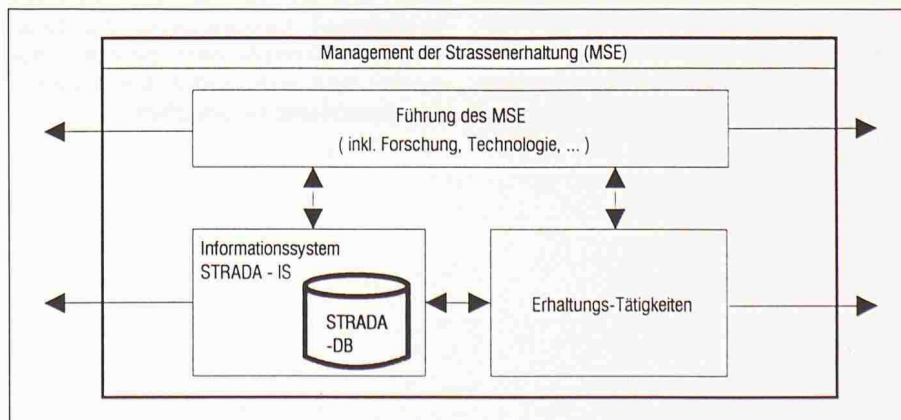 Management der Strassenerhaltung (MSE)
Führung des MSE
( inkl. Forschung, Technologie, ... )
Informationssystem
STRADA - IS
STRADA
-DB
Erhaltungs-Tätigkeiten